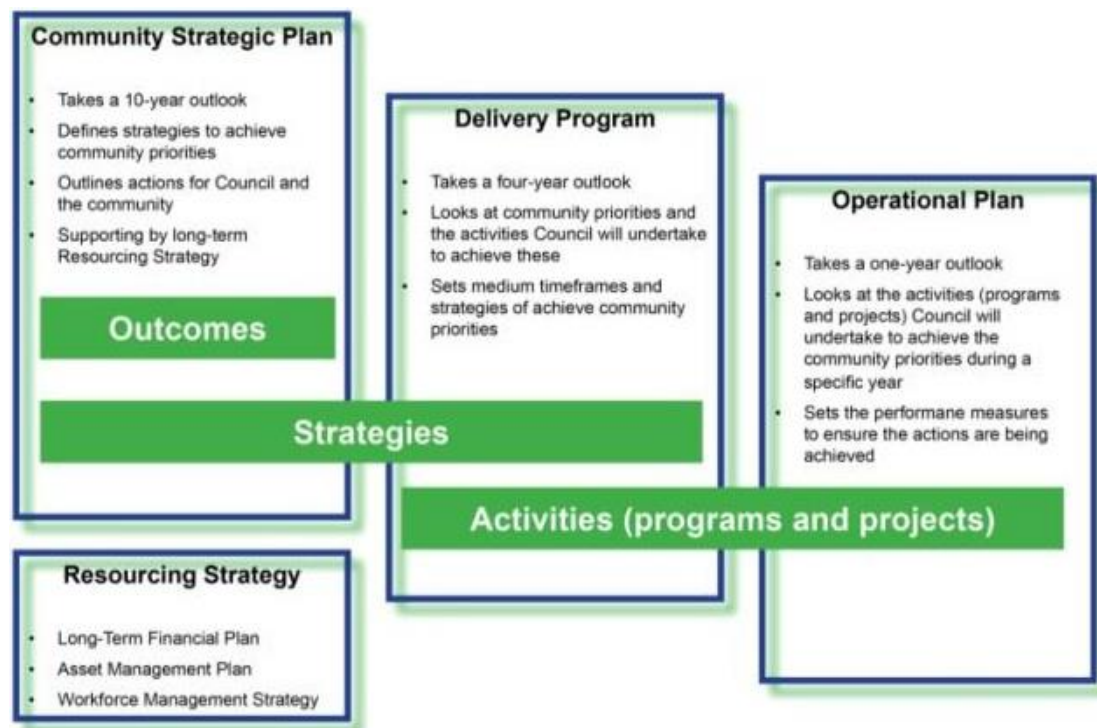 Community Strategic Plan
• Takes a 10-year outlook
• Defines strategies to achieve
community priorities
• Outlines actions for Council and
the community
• Supporting by long-term
Resourcing Strategy
Outcomes
Delivery Program
• Takes a four-year outlook
• Looks at community priorities and
the activities Council will undertake
to achieve these
• Sets medium timeframes and
strategies of achieve community
priorities
Strategies
Operational Plan
• Takes a one-year outlook
• Looks at the activities (programs
and projects) Council will
undertake to achieve the
community priorities during a
specific year
• Sets the performane measures
to ensure the actions are being
achieved
Activities (programs and projects)
Resourcing Strategy
• Long-Term Financial Plan
• Asset Management Plan
• Workforce Management Strategy